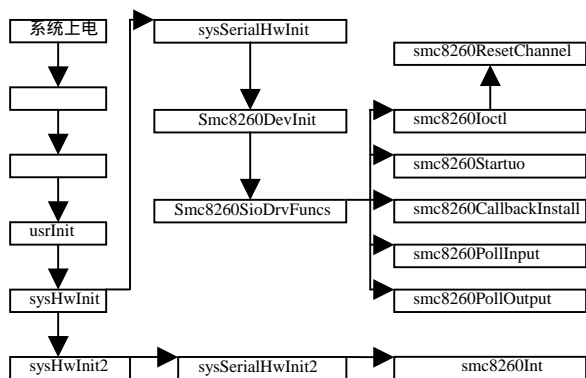 系统上电
usrInit
sysHwInit
sysHwInit2
sysSerialHwInit
Smc8260DevInit
Smc8260SioDrvFuncs
sysSerialHwInit2
smc8260ResetChannel
smc8260Ioctl
smc8260Startuo
smc8260CallbackInstall
smc8260PollInput
smc8260PollOutput
smc8260Int